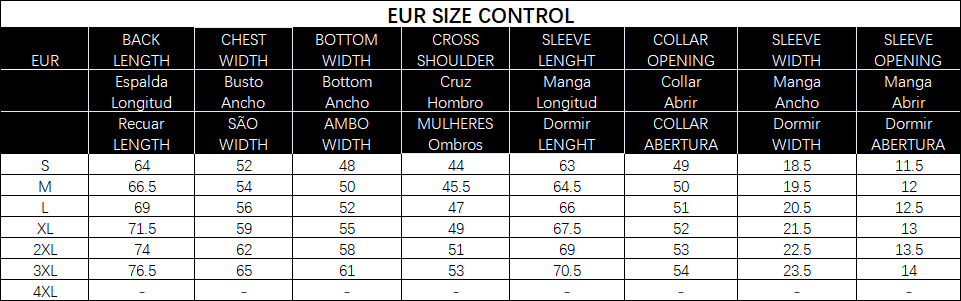 EUR SIZE CONTROL
EUR BACK LENGTH CHEST WIDTH BOTTOM WIDTH CROSS SHOULDER SLEEVE LENGHT COLLAR OPENING SLEEVE WIDTH SLEEVE OPENING
Espalda Longitud Busto Ancho Bottom Ancho Cruz Hombro Manga Longitud Collar Abrir Manga Ancho Manga Abrir
Recuar LENGTH SÃO WIDTH AMBO WIDTH MULHERES Ombros Dormir LENGHT COLLAR ABERTURA Dormir WIDTH Dormir ABERTURA
S 64 52 48 44 63 49 18.5 11.5
M 66.5 54 50 45.5 64.5 50 19.5 12
L 69 56 52 47 66 51 20.5 12.5
XL 71.5 59 55 49 67.5 52 21.5 13
2XL 74 62 58 51 69 53 22.5 13.5
3XL 76.5 65 61 53 70.5 54 23.5 14
4XL - - - - - - - -